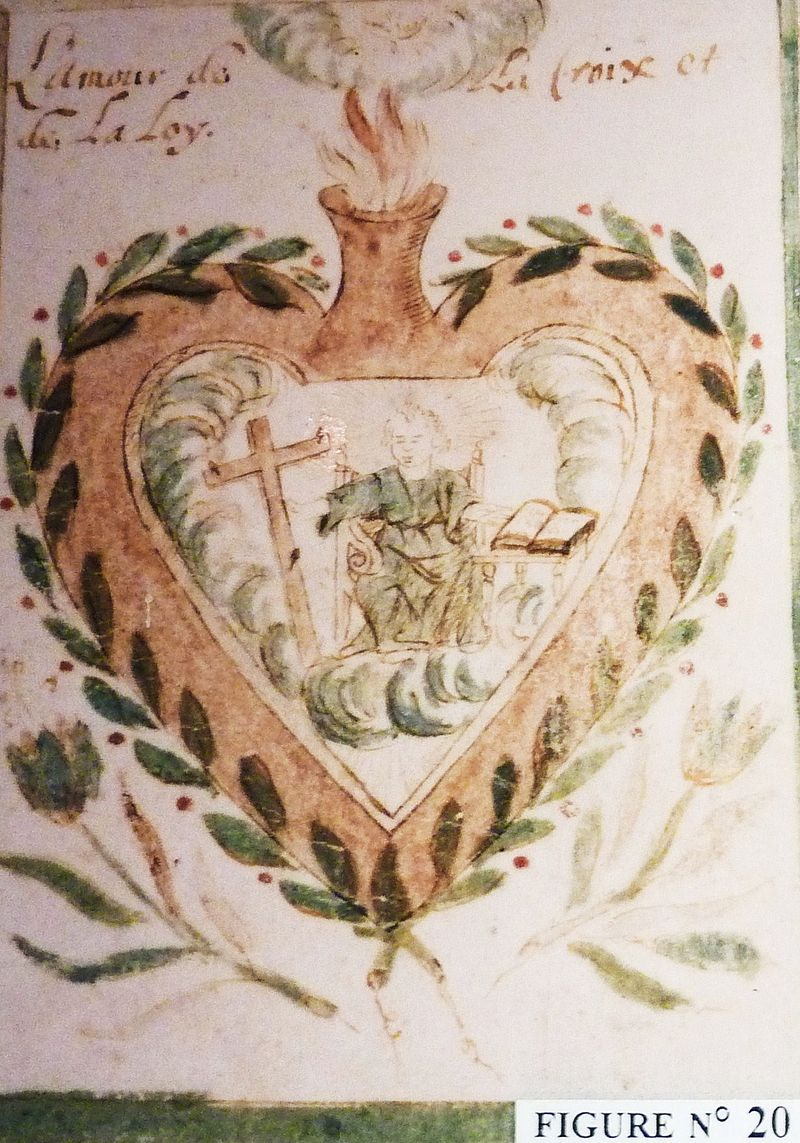 L'amour de La Croix et
de La Loy.
FIGURE N° 20